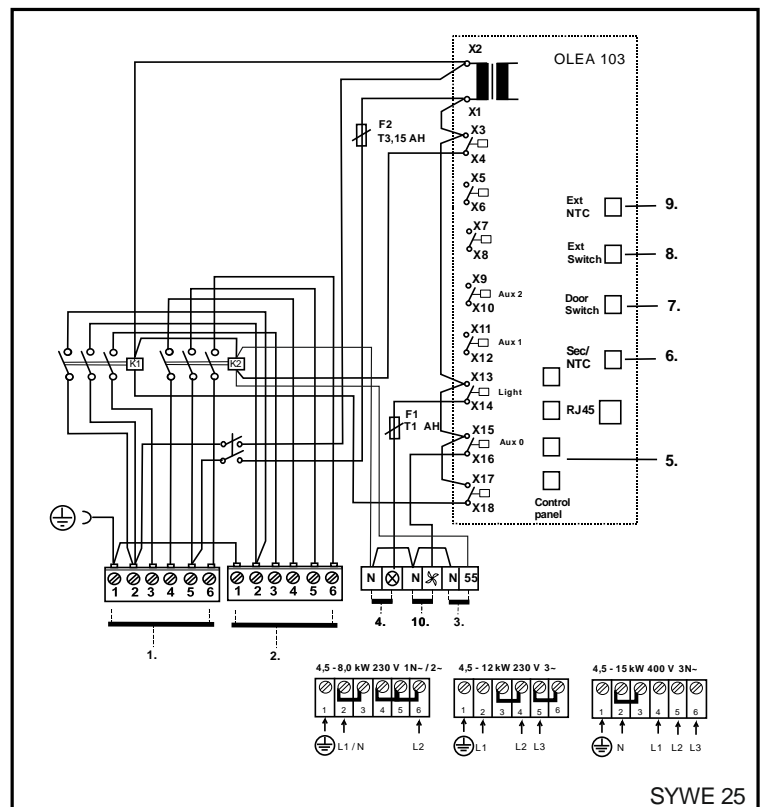 X2
OLEA 103
X1
F2
T3,15 AH
X3
X4
X5
X6
X7
X8
X9
Aux 2
X10
X11
Aux 1
X12
X13
Light
X14
X15
Aux 0
X16
X17
X18
Ext
NTC
9.
Ext
Switch
8.
Door
Switch
7.
Sec/
NTC
6.
RJ45
5.
Control
panel
K1
K2
F1
T1 AH
1 2 3 4 5 6
1 2 3 4 5 6
N N N 55
1.
2.
4.
10.
3.
4,5 - 8,0 kW 230 V 1N~ / 2~
1 2 3 4 5 6
L1 / N L2
4,5 - 12 kW 230 V 3~
1 2 3 4 5 6
L1 L2 L3
4,5 - 15 kW 400 V 3N~
1 2 3 4 5 6
N L1 L2 L3
SYWE 25